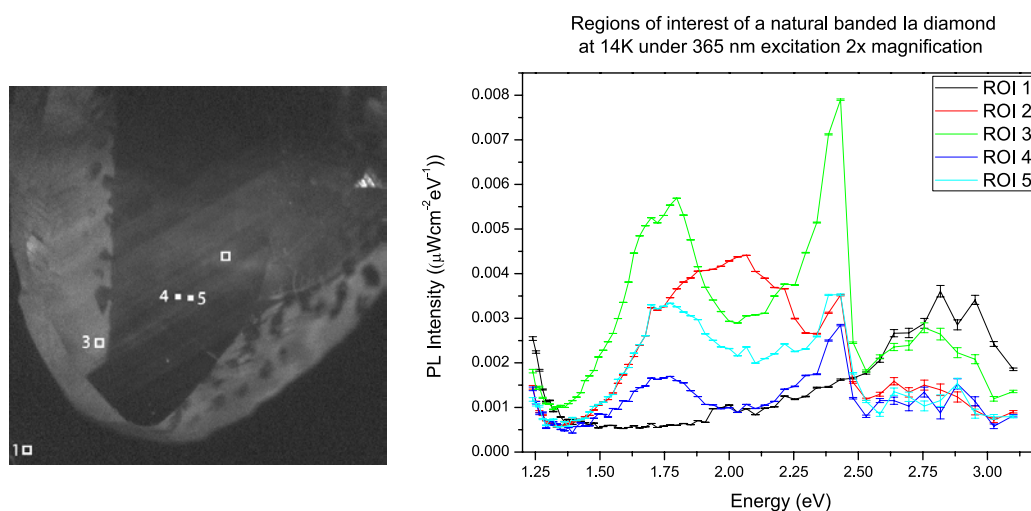 Regions of interest of a natural banded Ia diamond
at 14K under 365 nm excitation 2x magnification
4 5
3
1
PL Intensity ((μWcm⁻²eV⁻¹))
0.008
0.007
0.006
0.005
0.004
0.003
0.002
0.001
0.000
ROI 1
ROI 2
ROI 3
ROI 4
ROI 5
1.25 1.50 1.75 2.00 2.25 2.50 2.75 3.00
Energy (eV)